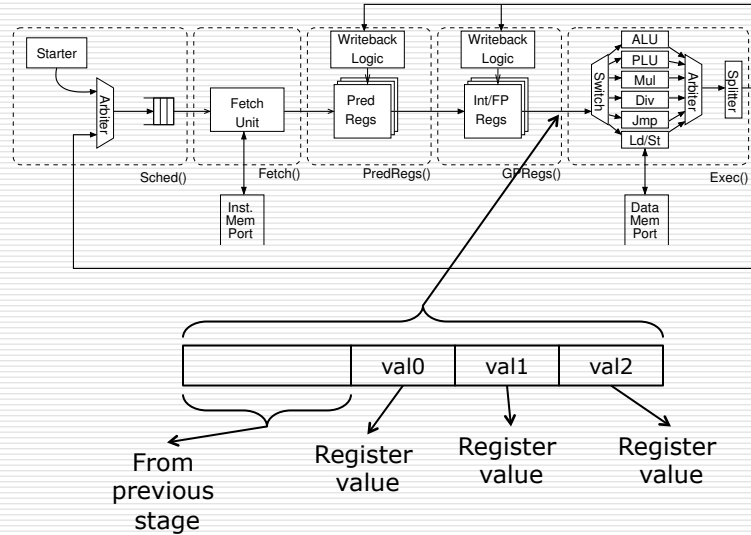 Starter
Arbiter
Sched()
Fetch
Unit
Fetch()
Inst.
Mem
Port
Writeback
Logic
Pred
Regs
PredRegs()
Writeback
Logic
Int/FP
Regs
GPRegs()
Switch
ALU
PLU
Mul
Div
Jmp
Ld/St
Arbiter
Splitter
Exec()
Data
Mem
Port
val0
val1
val2
From
previous
stage
Register
value
Register
value
Register
value